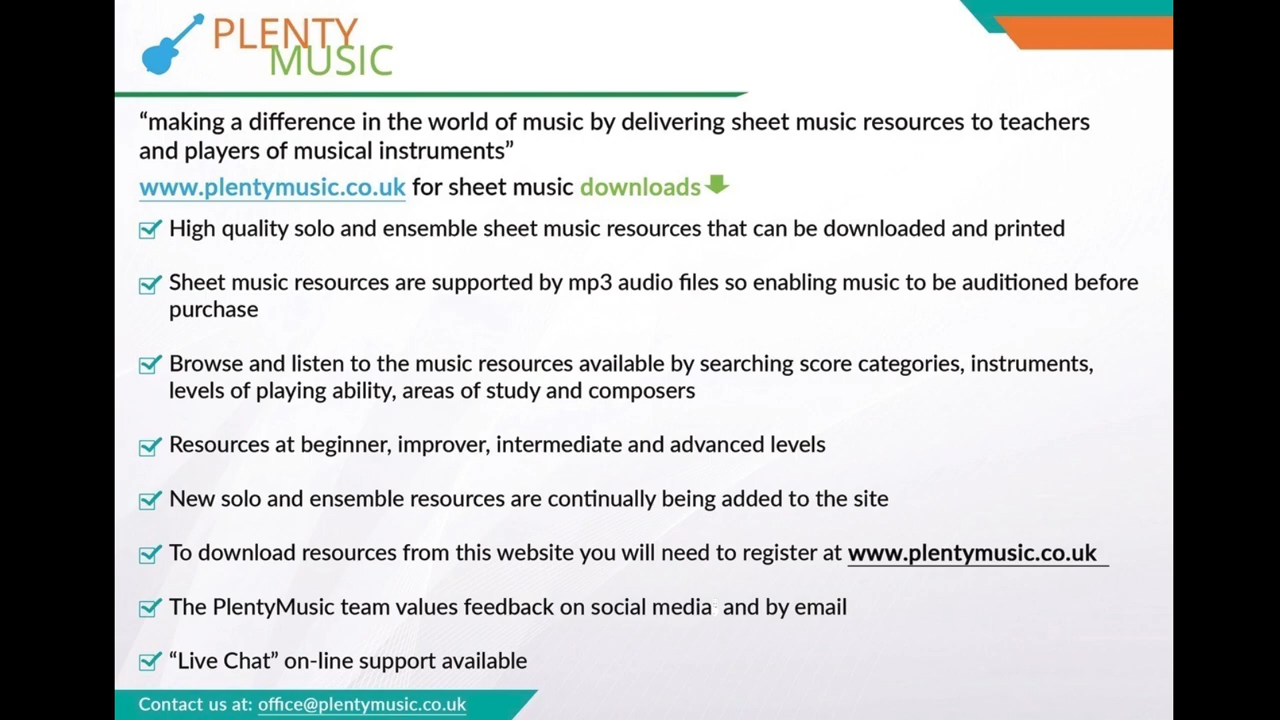 PLENTY
MUSIC
“making a difference in the world of music by delivering sheet music resources to teachers
and players of musical instruments”
www.plentymusic.co.uk for sheet music downloads
High quality solo and ensemble sheet music resources that can be downloaded and printed
Sheet music resources are supported by mp3 audio files so enabling music to be auditioned before
purchase
Browse and listen to the music resources available by searching score categories, instruments,
levels of playing ability, areas of study and composers
Resources at beginner, improver, intermediate and advanced levels
New solo and ensemble resources are continually being added to the site
To download resources from this website you will need to register at www.plentymusic.co.uk
The PlentyMusic team values feedback on social media and by email
“Live Chat” on-line support available
Contact us at: office@plentymusic.co.uk